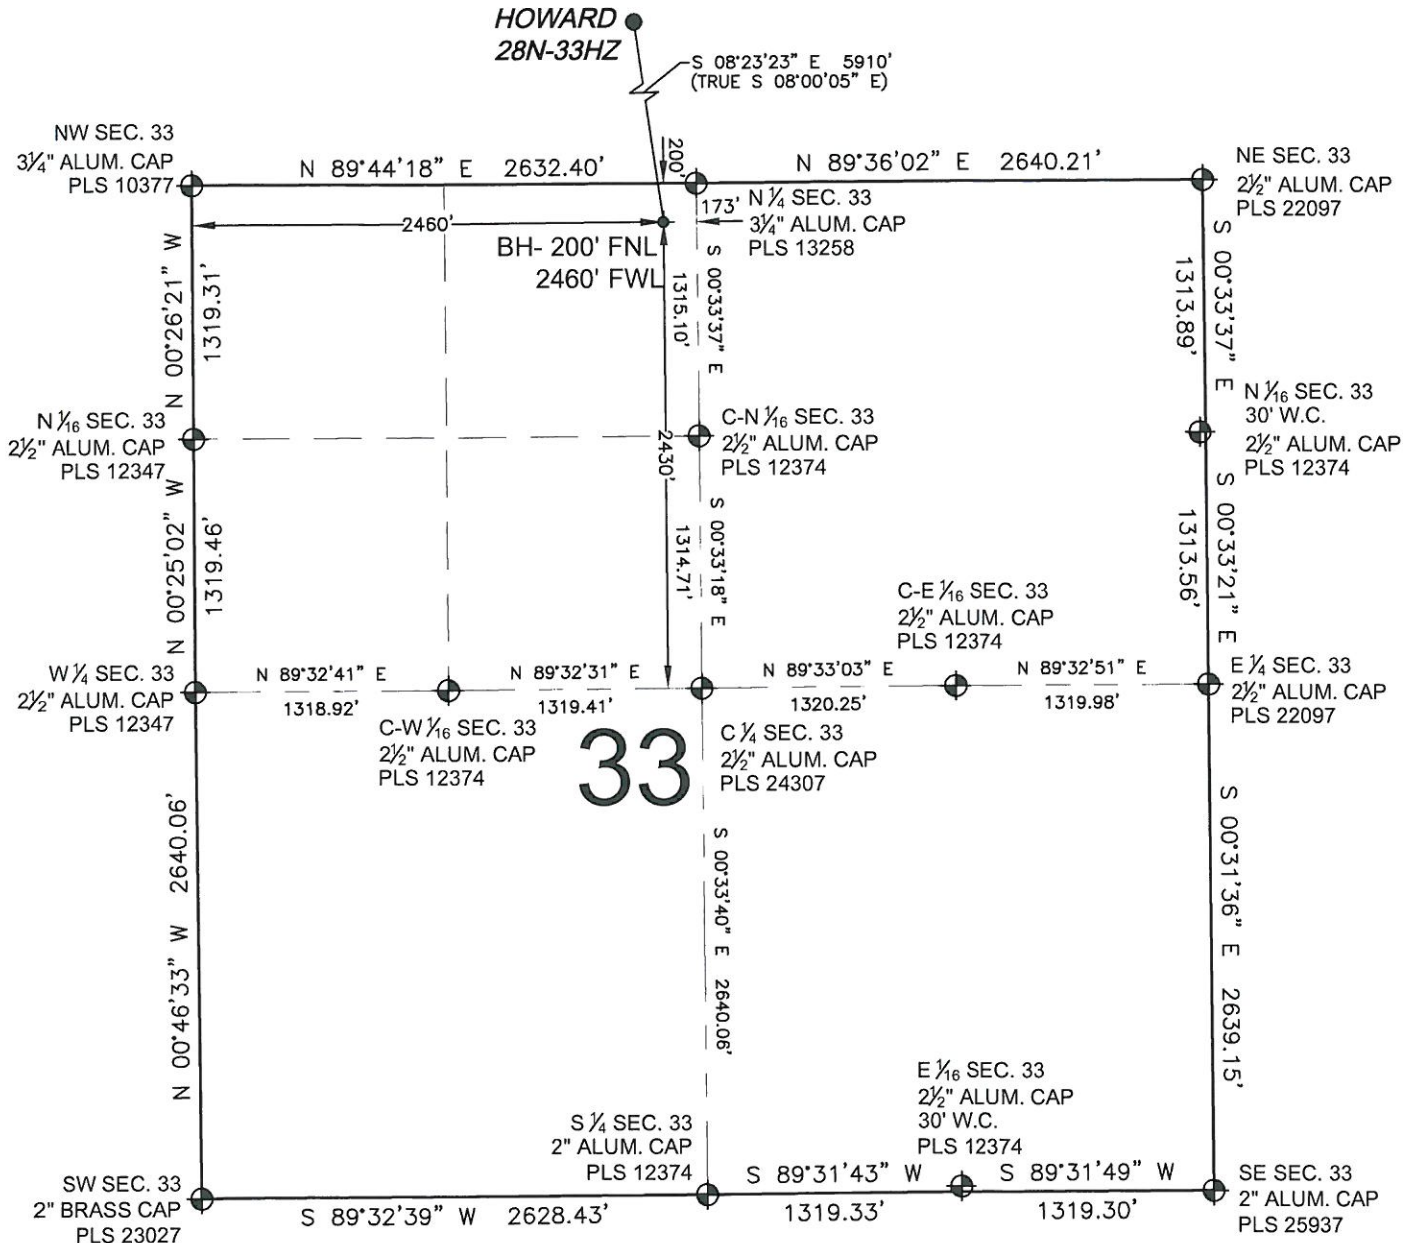 HOWARD
28N-33HZ
S 08°23'23" E 5910'
(TRUE S 08°00'05" E)
NW SEC. 33
3¼" ALUM. CAP
PLS 10377
N 89°44'18" E 2632.40'
200'
N 89°36'02" E 2640.21'
NE SEC. 33
2½" ALUM. CAP
PLS 22097
173'
N ¼ SEC. 33
3¼" ALUM. CAP
PLS 13258
2460'
BH- 200' FNL
2460' FWL
N 00°26'21" W
1319.31'
1315.10'
S 00°33'37" E
1313.89'
S 00°33'37" E
N 1⁄16 SEC. 33
2½" ALUM. CAP
PLS 12347
C-N 1⁄16 SEC. 33
2½" ALUM. CAP
PLS 12374
N 1⁄16 SEC. 33
30' W.C.
2½" ALUM. CAP
PLS 12374
2430'
N 00°25'02" W
1319.46'
1314.71'
S 00°33'18" E
1313.56'
S 00°33'21" E
C-E 1⁄16 SEC. 33
2½" ALUM. CAP
PLS 12374
W ¼ SEC. 33
2½" ALUM. CAP
PLS 12347
N 89°32'41" E
1318.92'
N 89°32'31" E
1319.41'
N 89°33'03" E
1320.25'
N 89°32'51" E
1319.98'
E ¼ SEC. 33
2½" ALUM. CAP
PLS 22097
C-W 1⁄16 SEC. 33
2½" ALUM. CAP
PLS 12374
33
C ¼ SEC. 33
2½" ALUM. CAP
PLS 24307
N 00°46'33" W 2640.06'
S 00°33'40" E 2640.06'
S 00°31'36" E 2639.15'
E 1⁄16 SEC. 33
2½" ALUM. CAP
30' W.C.
PLS 12374
S ¼ SEC. 33
2" ALUM. CAP
PLS 12374
SW SEC. 33
2" BRASS CAP
PLS 23027
S 89°32'39" W 2628.43'
S 89°31'43" W
1319.33'
S 89°31'49" W
1319.30'
SE SEC. 33
2" ALUM. CAP
PLS 25937